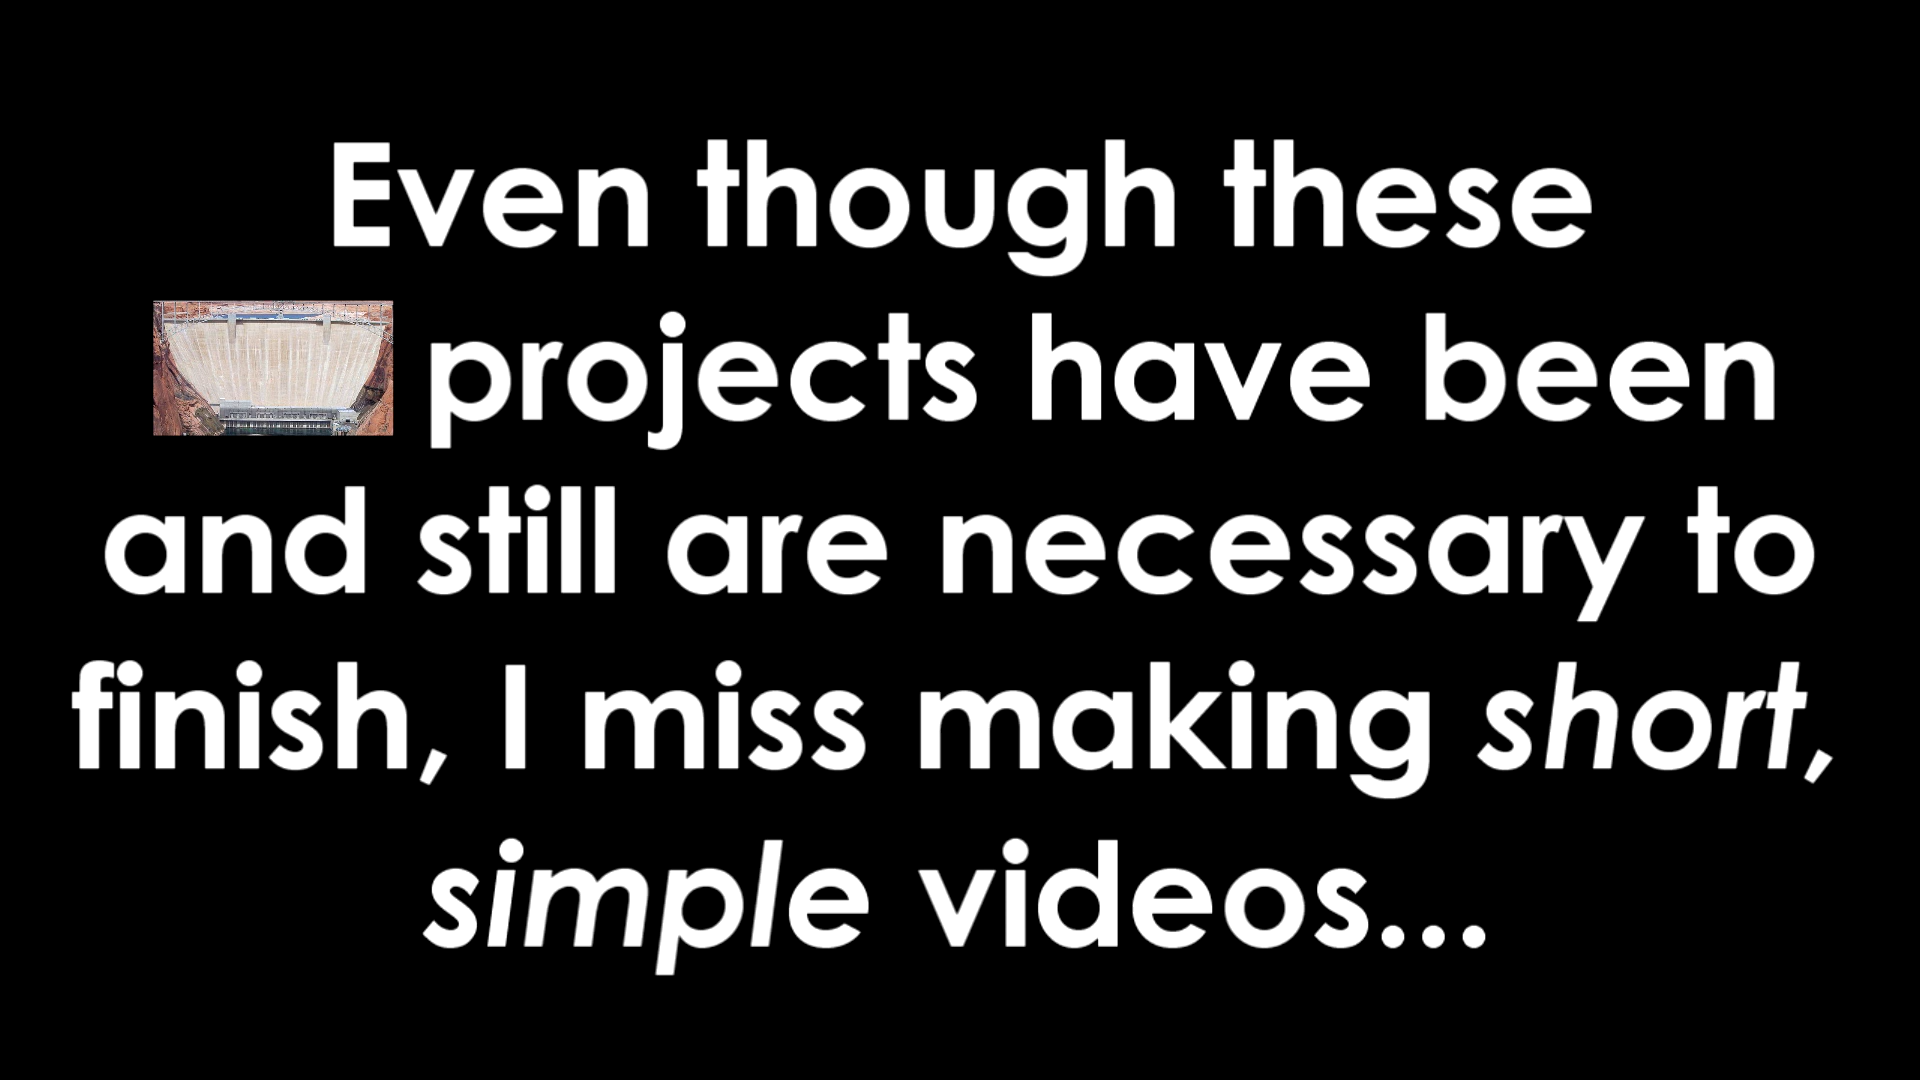 Even though these
projects have been
and still are necessary to
finish, I miss making short,
simple videos...